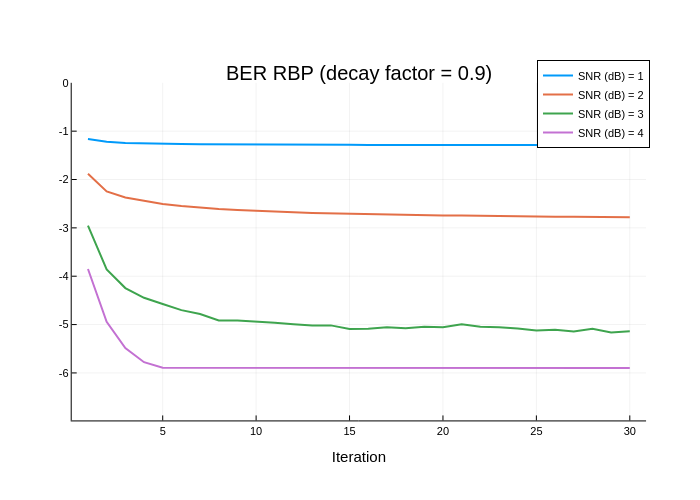 BER RBP (decay factor = 0.9)
SNR (dB) = 1
SNR (dB) = 2
SNR (dB) = 3
SNR (dB) = 4
0
-1
-2
-3
-4
-5
-6
5
10
15
20
25
30
Iteration